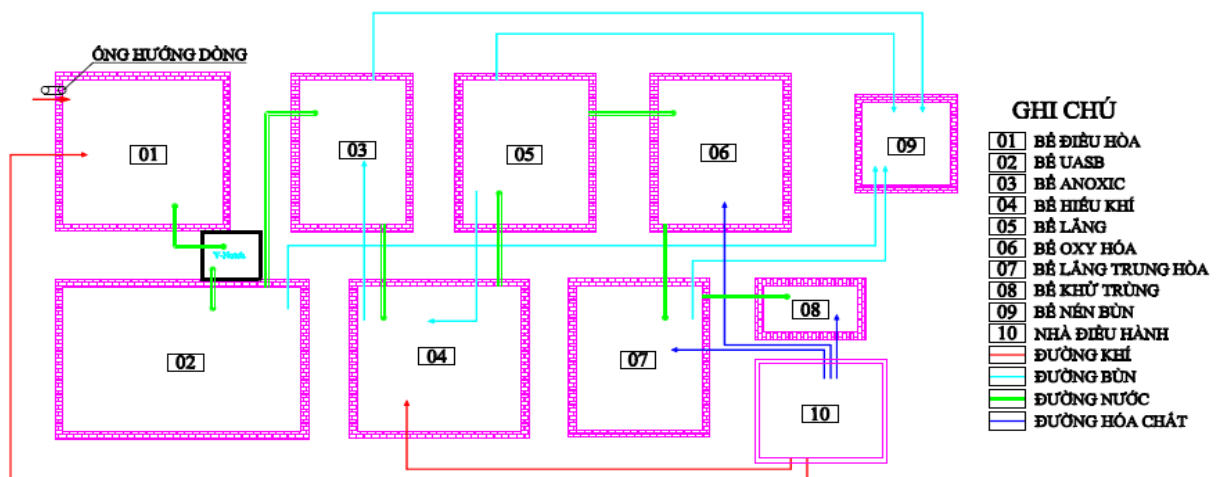 ỐNG HƯỚNG DÒNG
01
03
05
06
09
02
04
07
08
10
GHI CHÚ
01 BỂ ĐIỀU HÒA
02 BỂ UASB
03 BỂ ANOXIC
04 BỂ HIẾU KHÍ
05 BỂ LẮNG
06 BỂ OXY HÓA
07 BỂ LẮNG TRUNG HÒA
08 BỂ KHỬ TRÙNG
09 BỂ NÉN BÙN
10 NHÀ ĐIỀU HÀNH
ĐƯỜNG KHÍ
ĐƯỜNG BÙN
ĐƯỜNG NƯỚC
ĐƯỜNG HÓA CHẤT